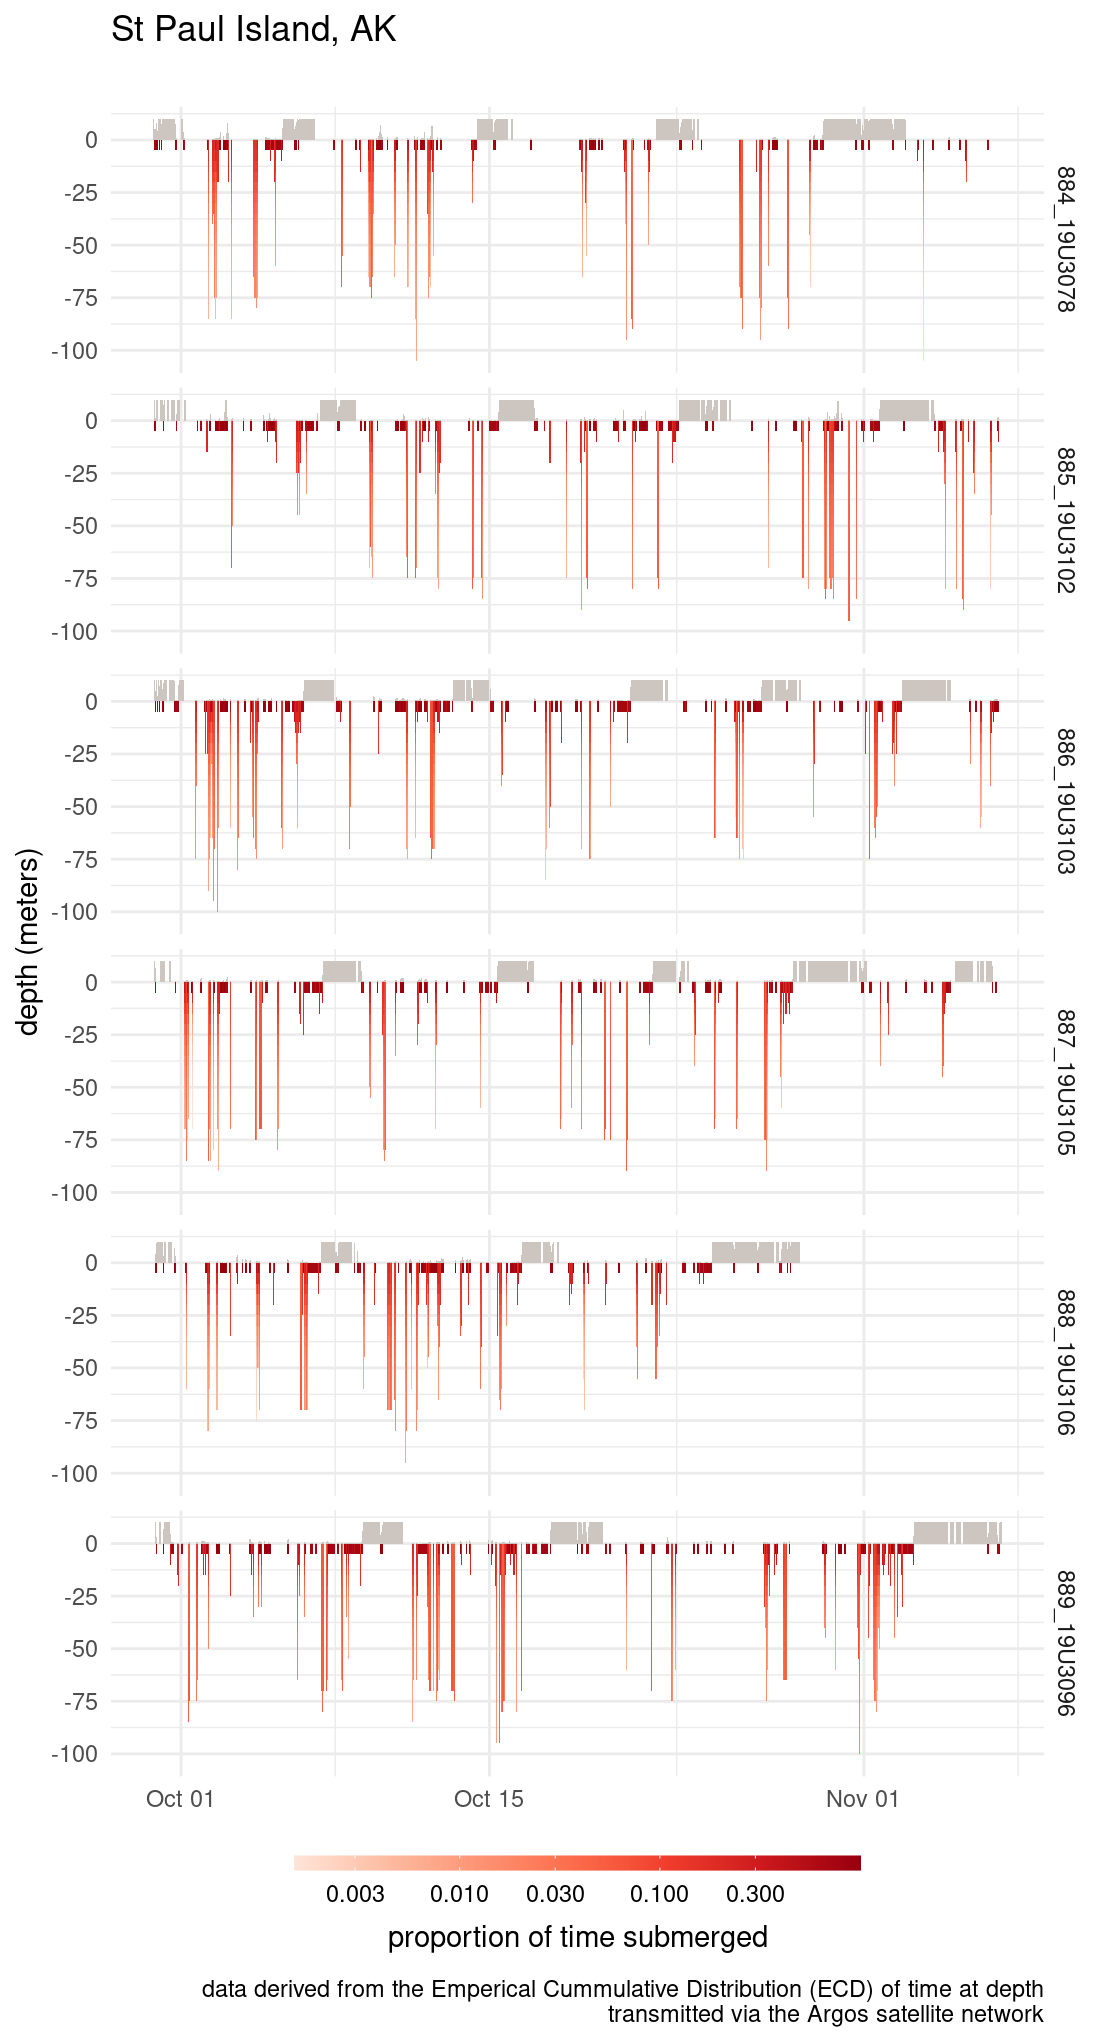 St Paul Island, AK
0
-25
-50
-75
-100
884_19U3078
0
-25
-50
-75
-100
885_19U3102
0
-25
-50
-75
-100
886_19U3103
depth (meters)
0
-25
-50
-75
-100
887_19U3105
0
-25
-50
-75
-100
888_19U3106
0
-25
-50
-75
-100
889_19U3096
Oct 01 Oct 15 Nov 01
0.003 0.010 0.030 0.100 0.300
proportion of time submerged
data derived from the Emperical Cummulative Distribution (ECD) of time at depth
transmitted via the Argos satellite network